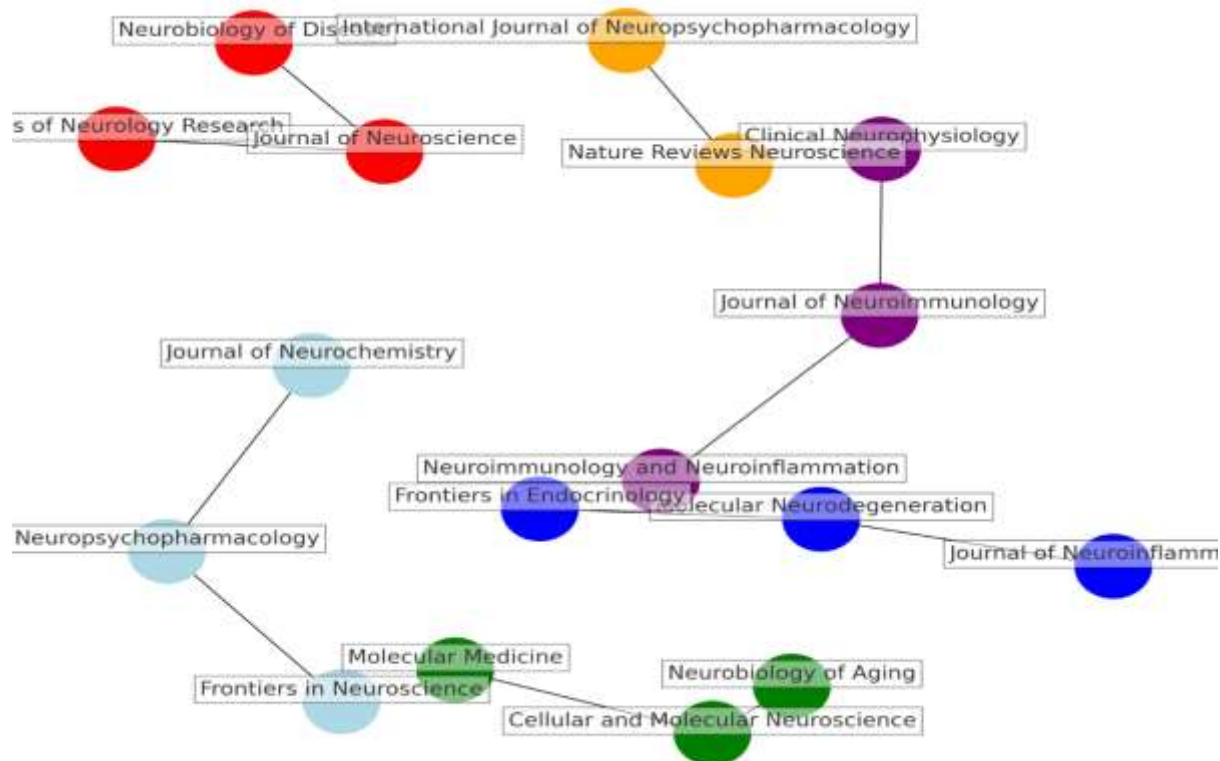 Neurobiology of Disease
International Journal of Neuropsychopharmacology
s of Neurology Research
Journal of Neuroscience
Clinical Neurophysiology
Nature Reviews Neuroscience
Journal of Neuroimmunology
Journal of Neurochemistry
Neuroimmunology and Neuroinflammation
Frontiers in Endocrinology
Molecular Neurodegeneration
Neuropsychopharmacology
Journal of Neuroinflamm
Molecular Medicine
Neurobiology of Aging
Frontiers in Neuroscience
Cellular and Molecular Neuroscience